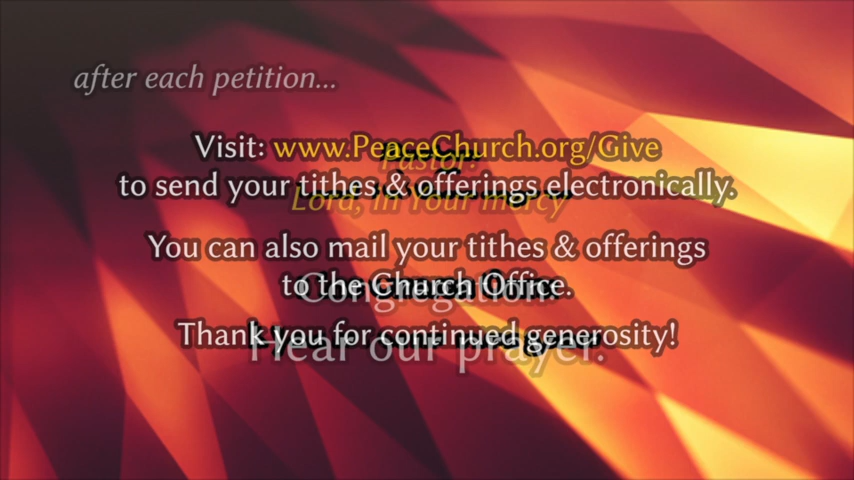 after each petition...
Visit: www.PeaceChurch.org/Give
Pastor:
to send your tithes & offerings electronically.
Lord, in Your mercy
You can also mail your tithes & offerings
to the Church Office.
Congregation:
Thank you for continued generosity!
Hear our prayer.